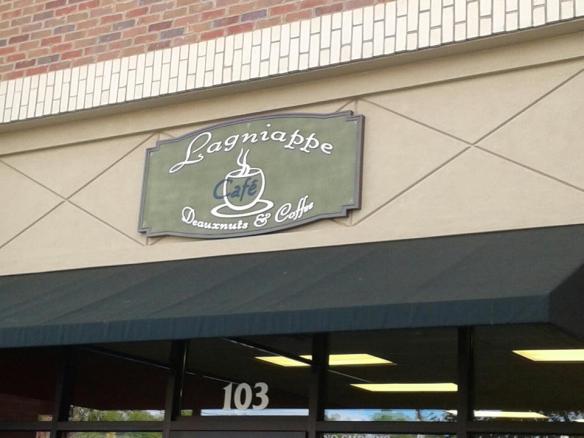 Lagniappe
Café
Deauxnuts & Coffee
103